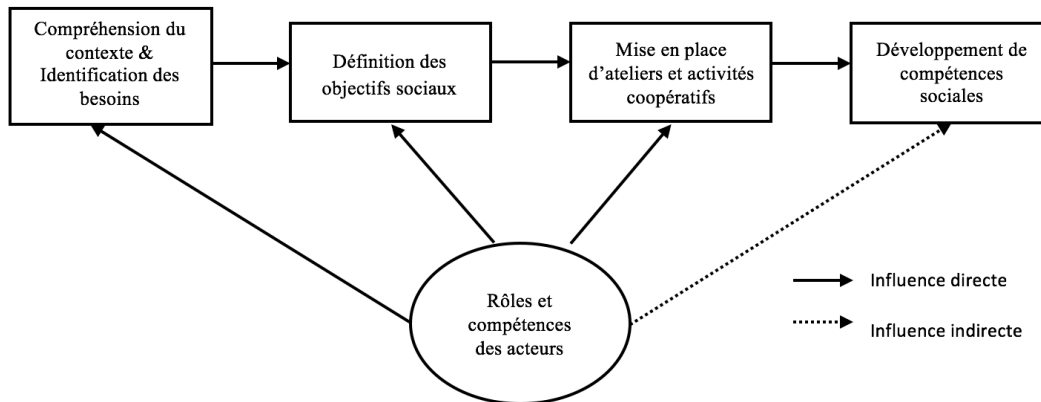 Compréhension du
contexte &
Identification des
besoins
Définition des
objectifs sociaux
Mise en place
d’ateliers et activités
coopératifs
Développement de
compétences
sociales
Rôles et
compétences
des acteurs
Influence directe
Influence indirecte